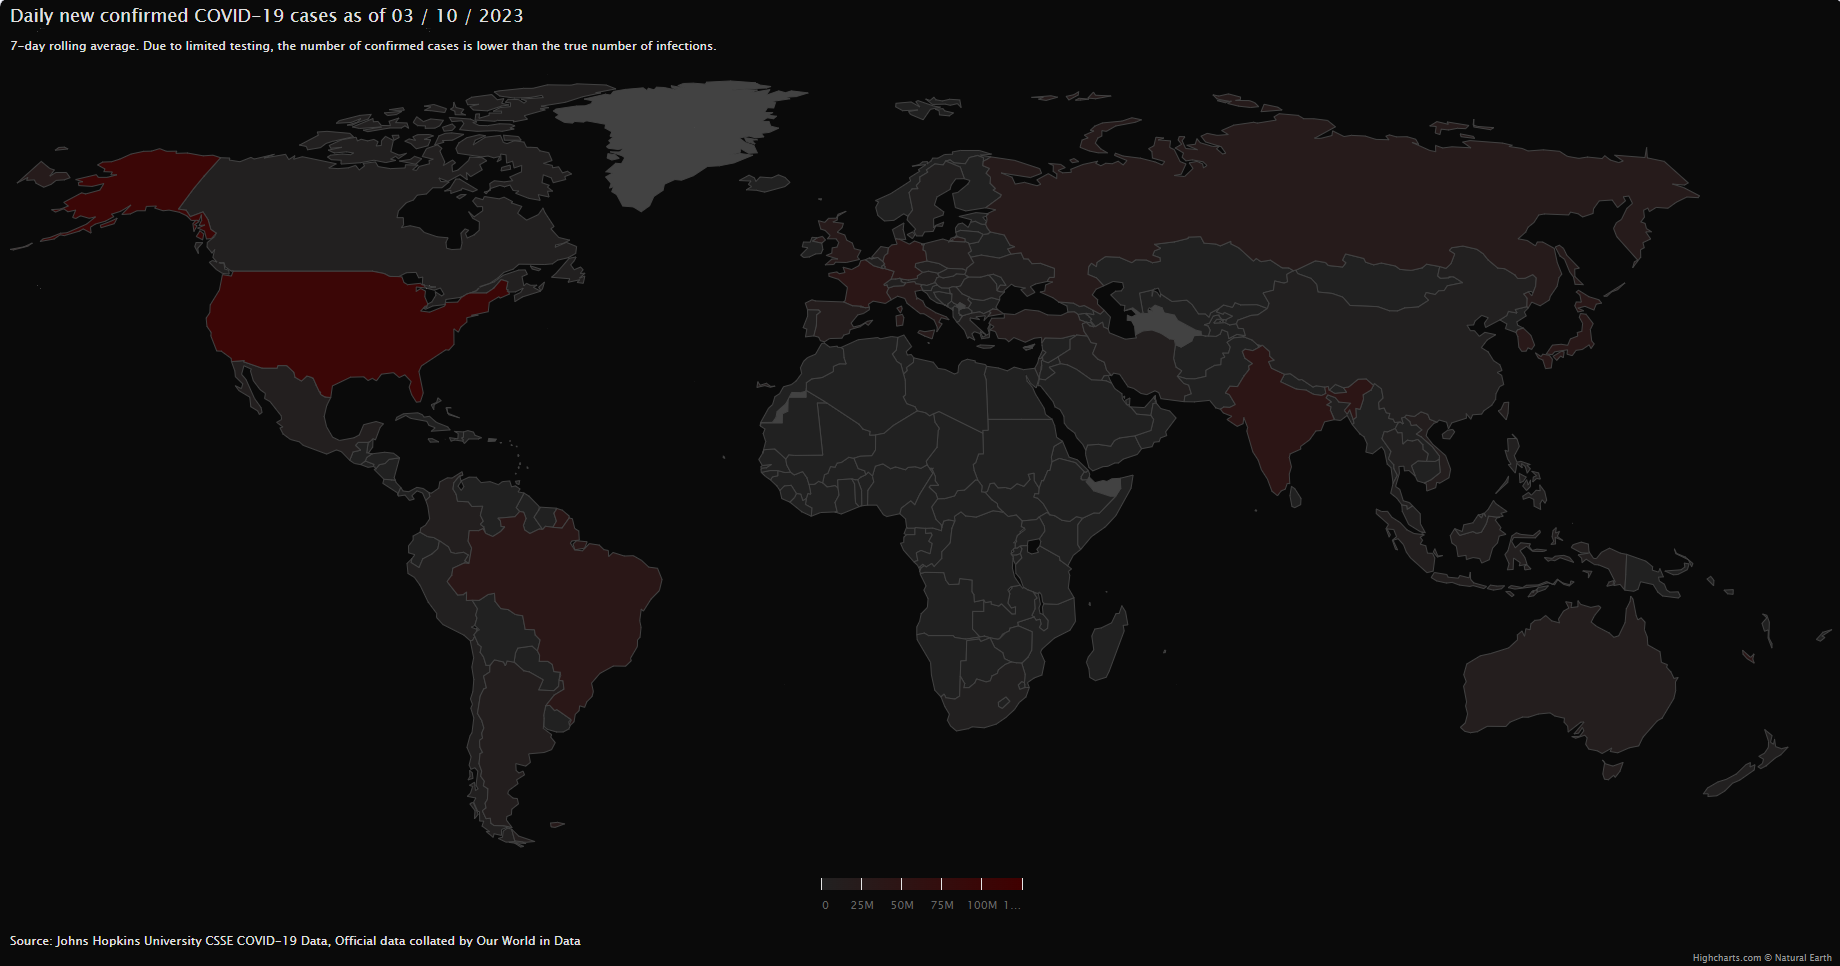 Daily new confirmed COVID-19 cases as of 03 / 10 / 2023
7-day rolling average. Due to limited testing, the number of confirmed cases is lower than the true number of infections.
0 25M 50M 75M 100M 1...
Source: Johns Hopkins University CSSE COVID-19 Data, Official data collated by Our World in Data
Highcharts.com © Natural Earth